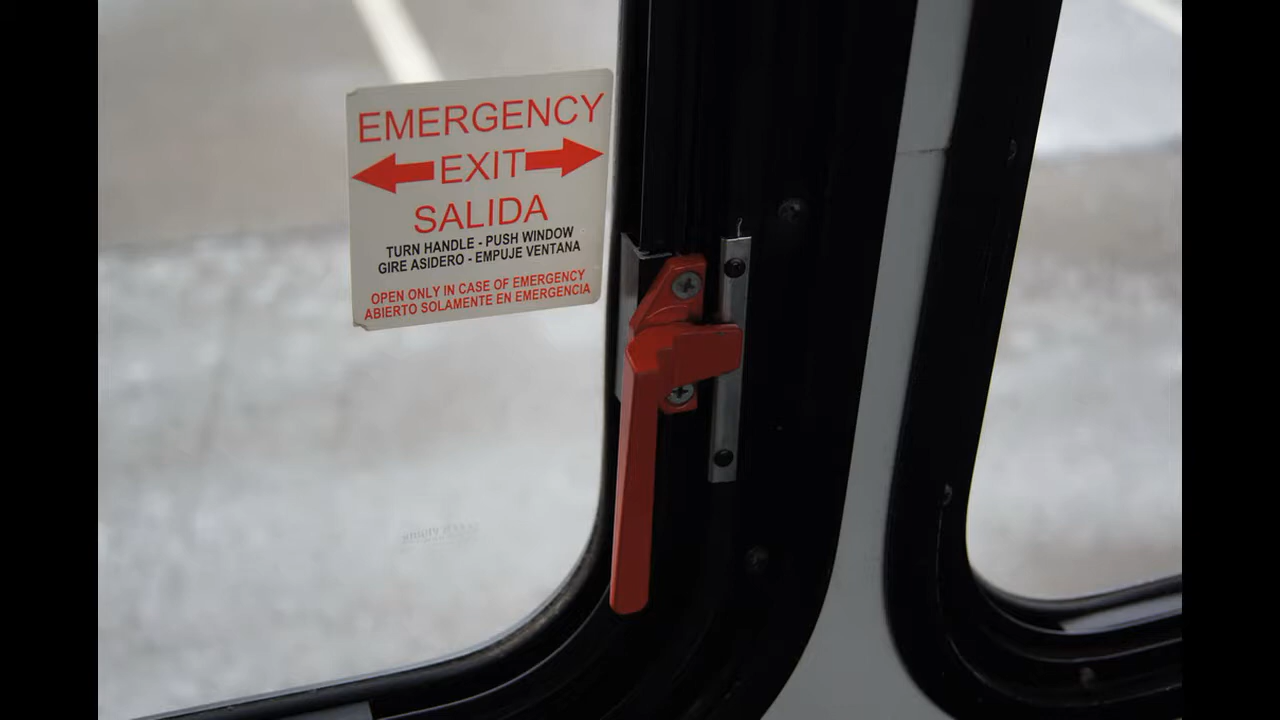 EMERGENCY
EXIT
SALIDA
TURN HANDLE - PUSH WINDOW
GIRE ASIDERO - EMPUJE VENTANA
OPEN ONLY IN CASE OF EMERGENCY
ABIERTO SOLAMENTE EN EMERGENCIA